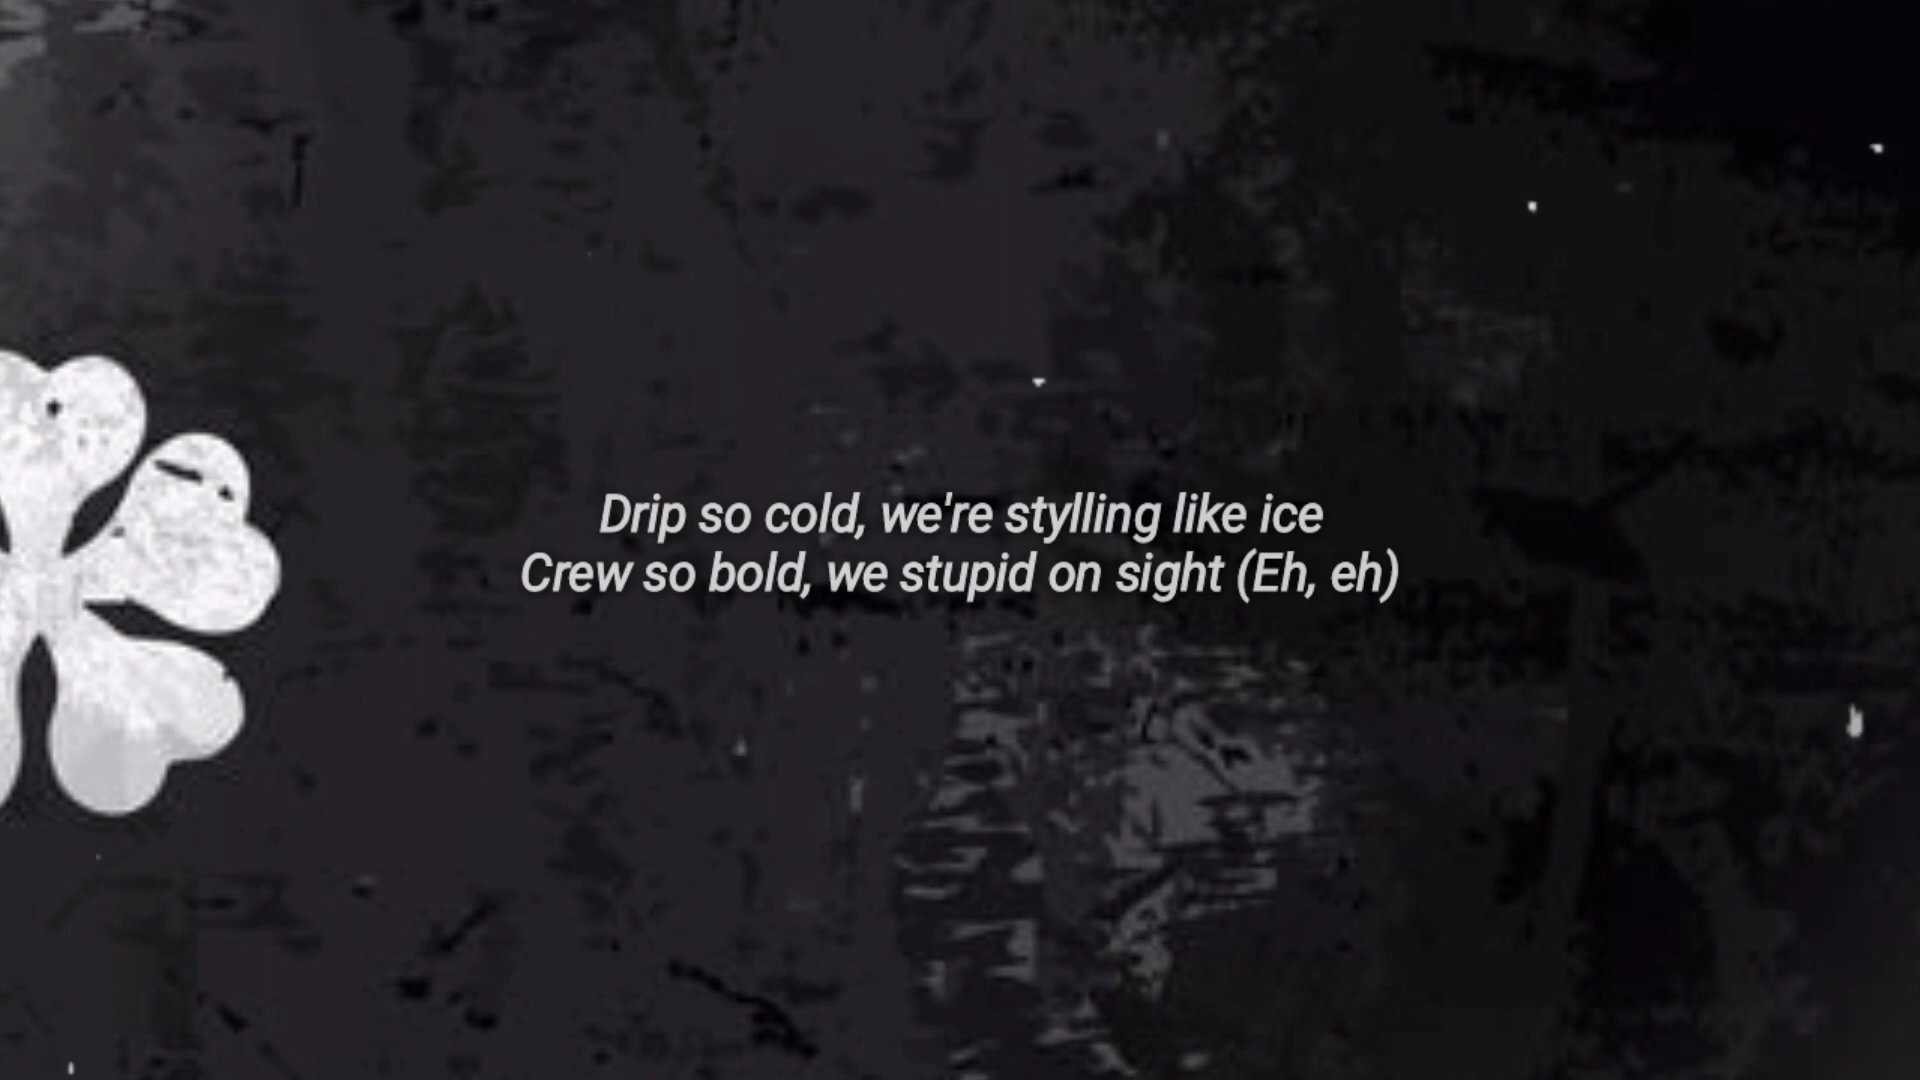 Drip so cold, we're stylling like ice
Crew so bold, we stupid on sight (Eh, eh)